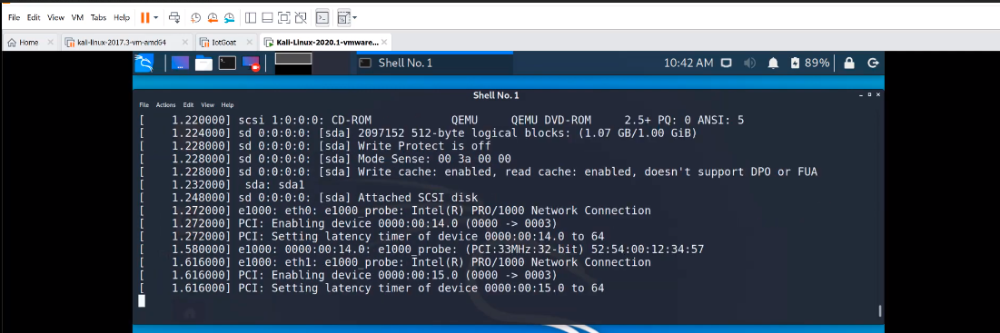 File Edit View VM Tabs Help
Home kali-linux-2017.3-vm-amd64 IotGoat Kali-Linux-2020.1-vmware...
Shell No. 1 10:42 AM 89%
Shell No. 1
File Actions Edit View Help
[    1.220000] scsi 1:0:0:0: CD-ROM            QEMU     QEMU DVD-ROM     2.5+ PQ: 0 ANSI: 5
[    1.224000] sd 0:0:0:0: [sda] 2097152 512-byte logical blocks: (1.07 GB/1.00 GiB)
[    1.228000] sd 0:0:0:0: [sda] Write Protect is off
[    1.228000] sd 0:0:0:0: [sda] Mode Sense: 00 3a 00 00
[    1.228000] sd 0:0:0:0: [sda] Write cache: enabled, read cache: enabled, doesn't support DPO or FUA
[    1.232000]  sda: sda1
[    1.248000] sd 0:0:0:0: [sda] Attached SCSI disk
[    1.272000] e1000: eth0: e1000_probe: Intel(R) PRO/1000 Network Connection
[    1.272000] PCI: Enabling device 0000:00:14.0 (0000 -> 0003)
[    1.272000] PCI: Setting latency timer of device 0000:00:14.0 to 64
[    1.580000] e1000: 0000:00:14.0: e1000_probe: (PCI:33MHz:32-bit) 52:54:00:12:34:57
[    1.616000] e1000: eth1: e1000_probe: Intel(R) PRO/1000 Network Connection
[    1.616000] PCI: Enabling device 0000:00:15.0 (0000 -> 0003)
[    1.616000] PCI: Setting latency timer of device 0000:00:15.0 to 64